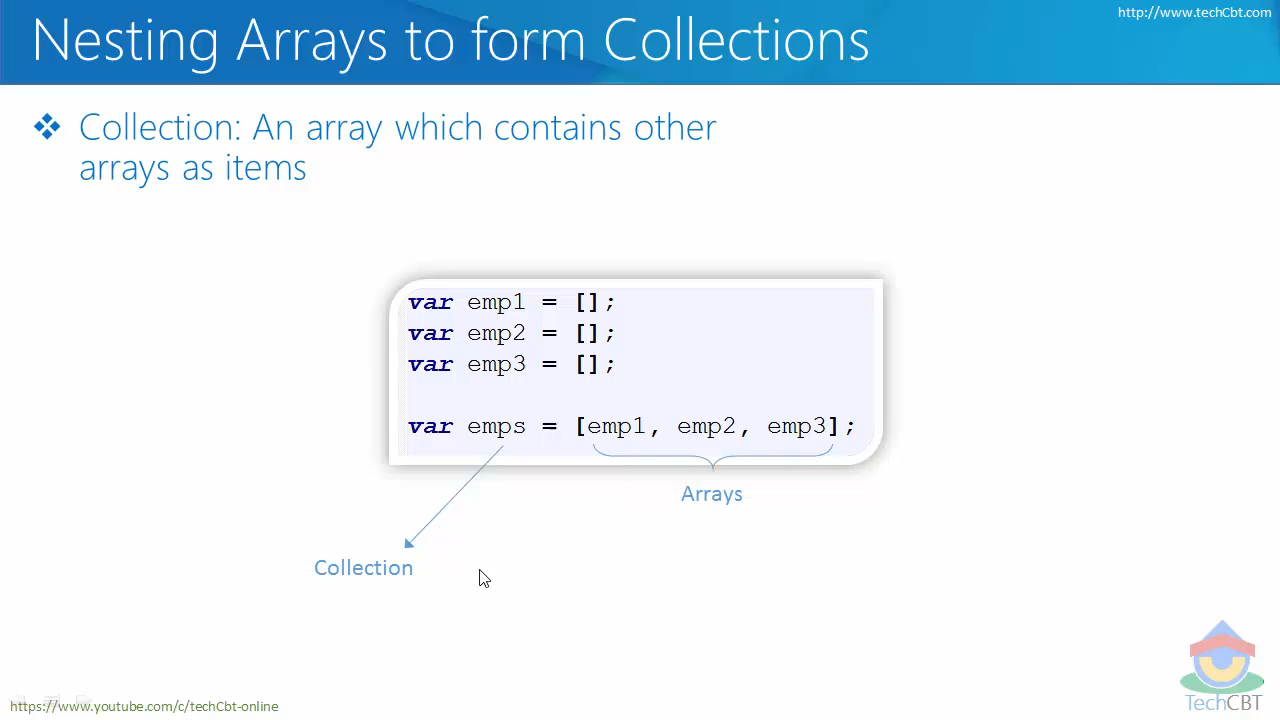 http://www.techCbt.com
Nesting Arrays to form Collections
Collection: An array which contains other
arrays as items
var emp1 = [];
var emp2 = [];
var emp3 = [];
var emps = [emp1, emp2, emp3];
Arrays
Collection
TechCBT
https://www.youtube.com/c/techCbt-online